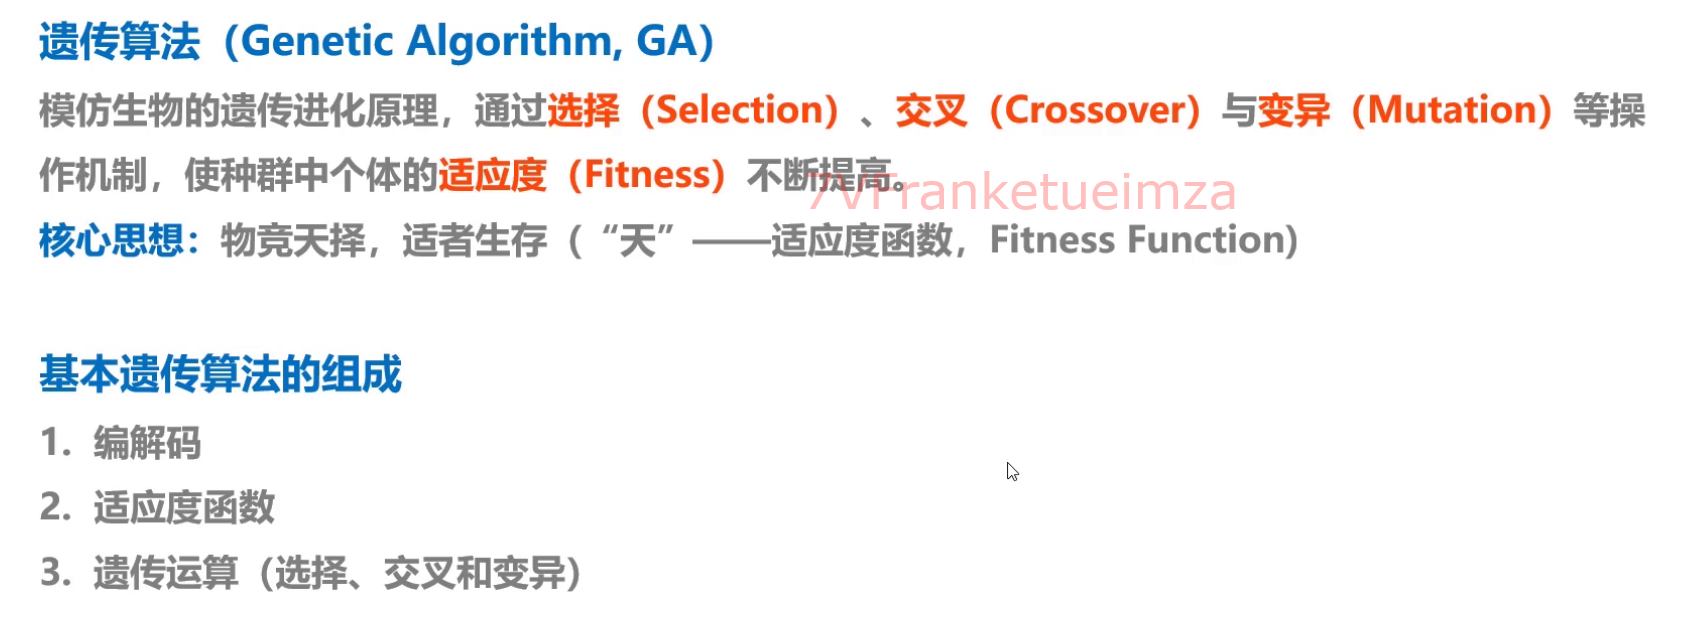 遗传算法（Genetic Algorithm, GA）
模仿生物的遗传进化原理，通过选择（Selection）、交叉（Crossover）与变异（Mutation）等操
作机制，使种群中个体的适应度（Fitness）不断提高。
7VFranketueimza
核心思想：物竞天择，适者生存（“天”——适应度函数，Fitness Function)
基本遗传算法的组成
1. 编解码
2. 适应度函数
3. 遗传运算（选择、交叉和变异）